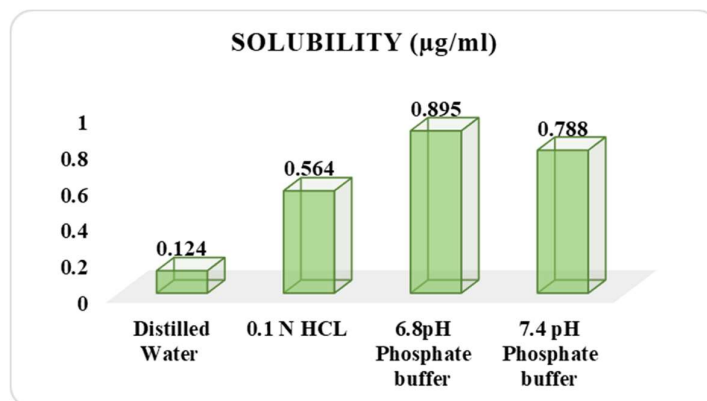 SOLUBILITY (µg/ml)
1
0.8
0.6
0.4
0.2
0
0.124
0.564
0.895
0.788
Distilled
Water
0.1 N HCL
6.8pH
Phosphate
buffer
7.4 pH
Phosphate
buffer